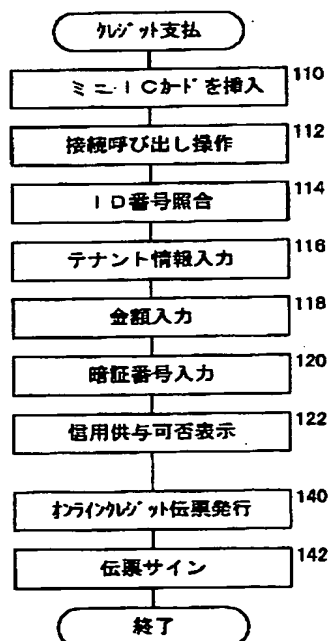 クレジット支払
ミニICカードを挿入
110
接続呼び出し操作
112
ID番号照合
114
テナント情報入力
116
金額入力
118
暗証番号入力
120
信用供与可否表示
122
オンラインクレジット伝票発行
140
伝票サイン
142
終了